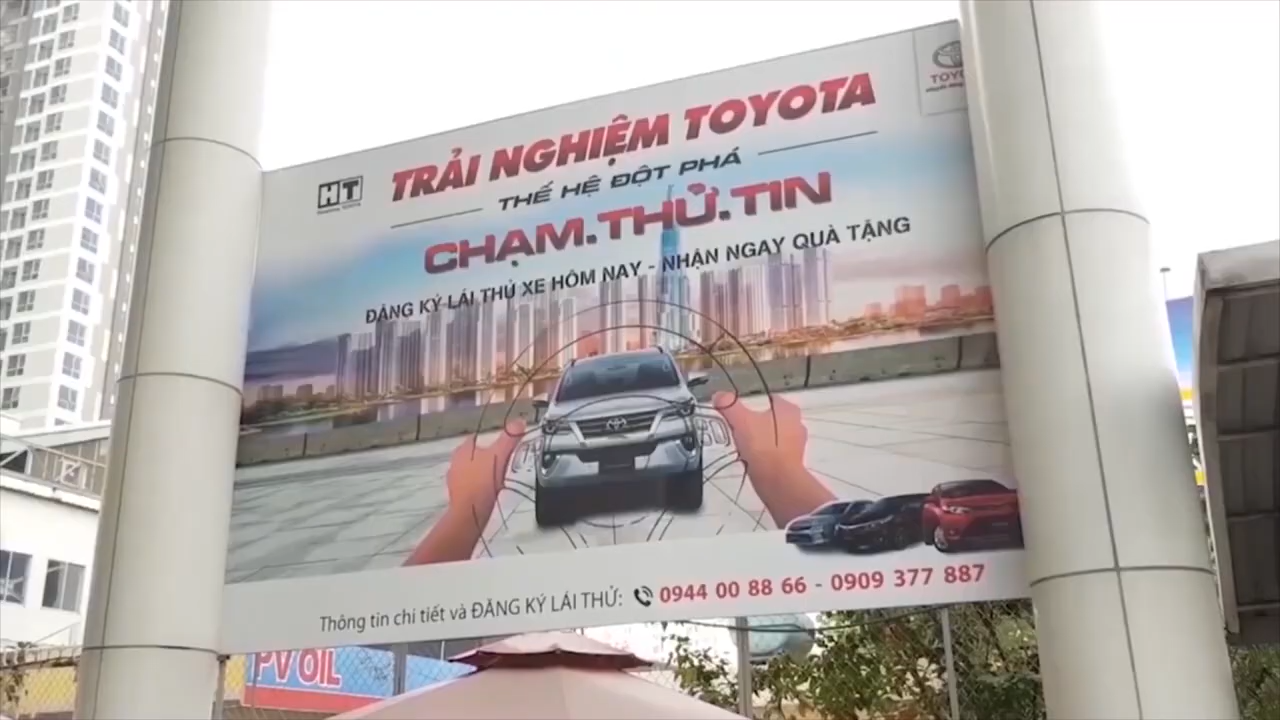 TRẢI NGHIỆM TOYOTA
THẾ HỆ ĐỘT PHÁ
CHẠM.THỬ.TIN
ĐĂNG KÝ LÁI THỬ XE HÔM NAY - NHẬN NGAY QUÀ TẶNG
HT
Thông tin chi tiết và ĐĂNG KÝ LÁI THỬ: 0944 00 88 66 - 0909 377 887
PV OIL